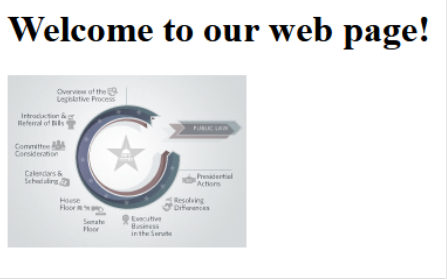 Welcome to our web page!
Overview of the
Legislative Process
Introduction &
Referral of Bills
PUBLIC LAW
Committee
Consideration
Calendars &
Scheduling
Presidential
Actions
House
Floor
Resolving
Differences
Senate
Floor
Executive
Business
in the Senate